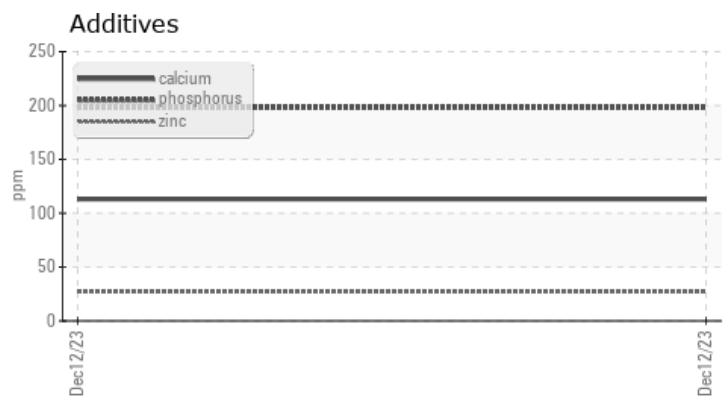 Additives
250
200
150
100
50
0
ppm
calcium
phosphorus
zinc
Dec12/23
Dec12/23